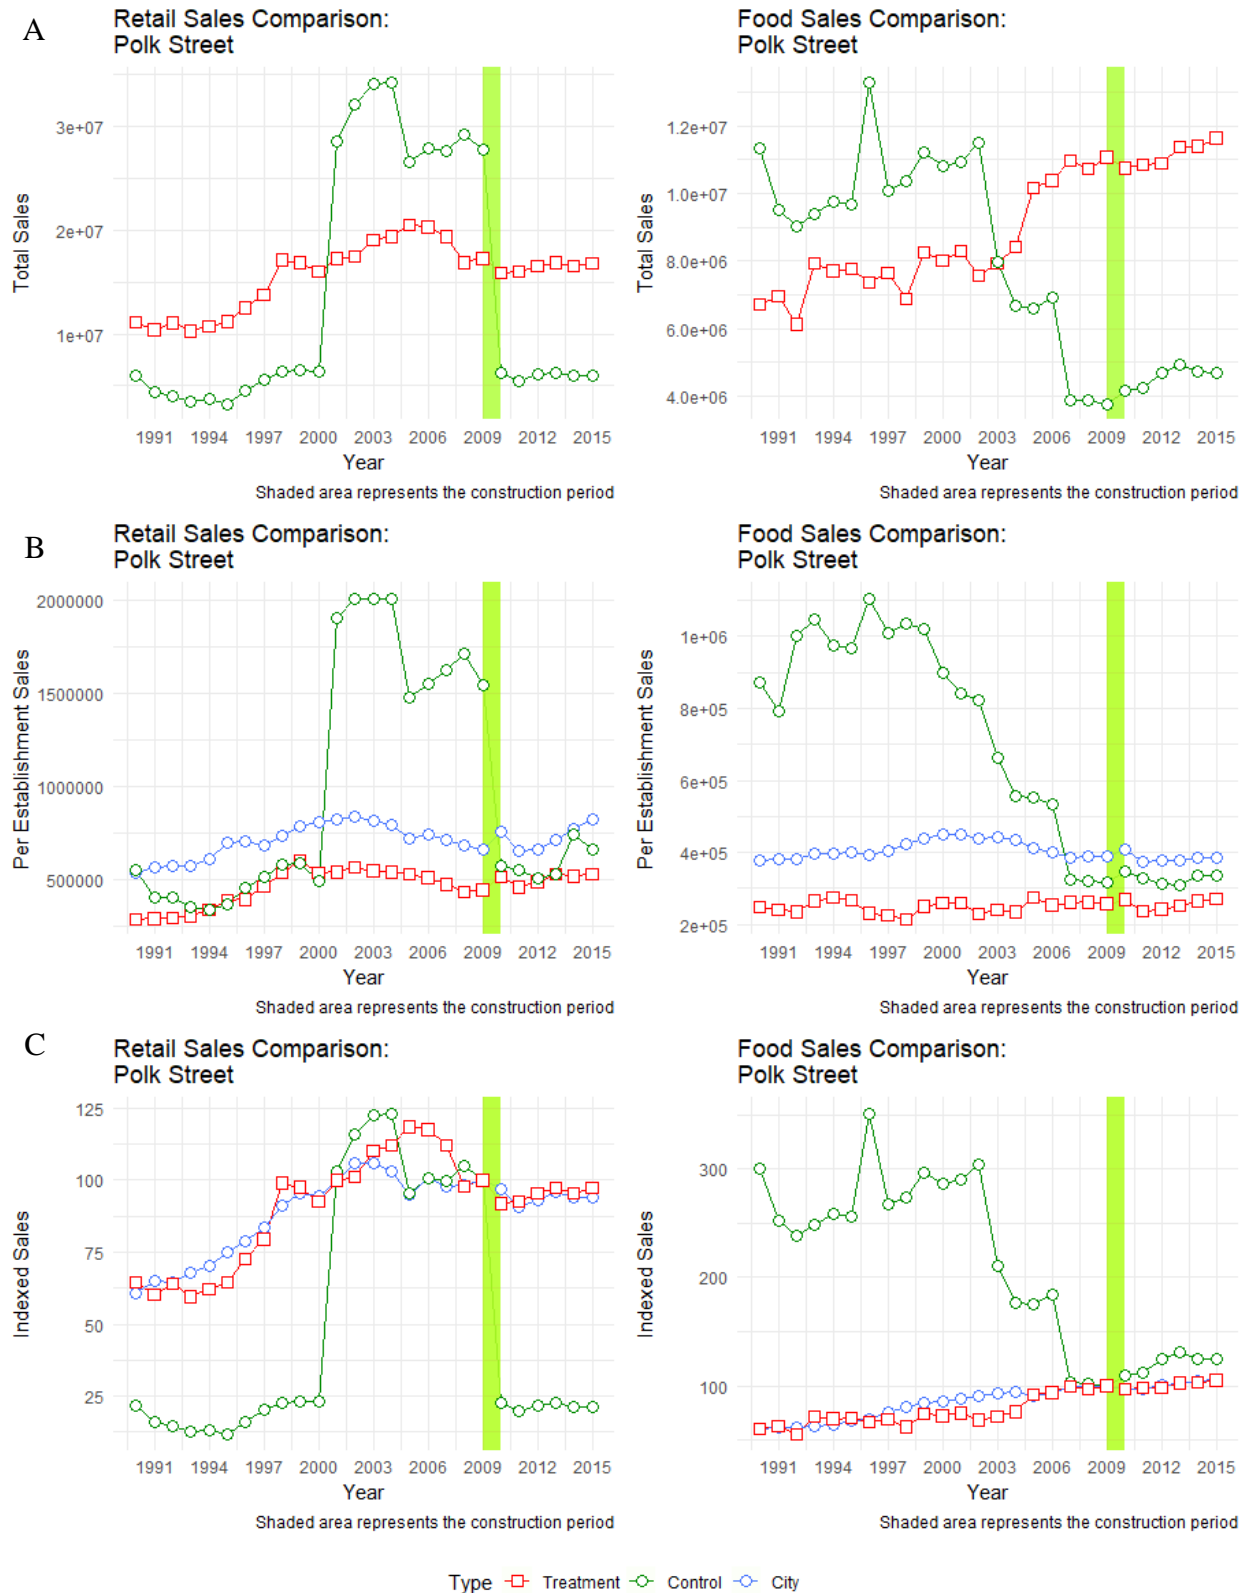 A
Retail Sales Comparison:
Polk Street
Total Sales
3e+07
2e+07
1e+07
1991 1994 1997 2000 2003 2006 2009 2012 2015
Year
Shaded area represents the construction period
Food Sales Comparison:
Polk Street
Total Sales
1.2e+07
1.0e+07
8.0e+06
6.0e+06
4.0e+06
1991 1994 1997 2000 2003 2006 2009 2012 2015
Year
Shaded area represents the construction period
B
Retail Sales Comparison:
Polk Street
Per Establishment Sales
2000000
1500000
1000000
500000
1991 1994 1997 2000 2003 2006 2009 2012 2015
Year
Shaded area represents the construction period
Food Sales Comparison:
Polk Street
Per Establishment Sales
1e+06
8e+05
6e+05
4e+05
2e+05
1991 1994 1997 2000 2003 2006 2009 2012 2015
Year
Shaded area represents the construction period
C
Retail Sales Comparison:
Polk Street
Indexed Sales
125
100
75
50
25
1991 1994 1997 2000 2003 2006 2009 2012 2015
Year
Shaded area represents the construction period
Food Sales Comparison:
Polk Street
Indexed Sales
300
200
100
1991 1994 1997 2000 2003 2006 2009 2012 2015
Year
Shaded area represents the construction period
Type Treatment Control City